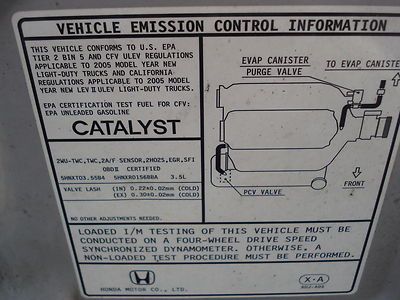 VEHICLE EMISSION CONTROL INFORMATION
THIS VEHICLE CONFORMS TO U.S. EPA
TIER 2 BIN 5 AND CFV ULEV REGULATIONS
APPLICABLE TO 2005 MODEL YEAR NEW
LIGHT-DUTY TRUCKS AND CALIFORNIA
REGULATIONS APPLICABLE TO 2005 MODEL
YEAR NEW LEV II ULEV LIGHT-DUTY TRUCKS.
EPA CERTIFICATION TEST FUEL FOR CFV:
EPA UNLEADED GASOLINE
CATALYST
2WU-TWC,TWC,2A/F SENSOR,2HO2S,EGR,SFI
OBD II CERTIFIED
5HNXT03.5SB4 5HNXR0156BBA 3.5L
VALVE LASH (IN) 0.22±0.02mm (COLD)
(EX) 0.30±0.02mm (COLD)
NO OTHER ADJUSTMENTS NEEDED.
EVAP CANISTER
PURGE VALVE
TO EVAP CANISTER
PCV VALVE
FRONT
LOADED I/M TESTING OF THIS VEHICLE MUST BE
CONDUCTED ON A FOUR-WHEEL DRIVE SPEED
SYNCHRONIZED DYNAMOMETER. OTHERWISE, A
NON-LOADED TEST PROCEDURE MUST BE PERFORMED.
HONDA MOTOR CO., LTD.
X-A